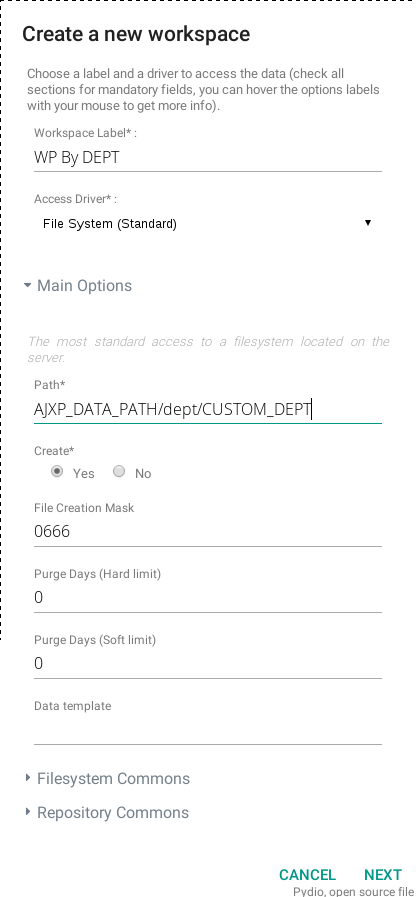 Create a new workspace
Choose a label and a driver to access the data (check all
sections for mandatory fields, you can hover the options labels
with your mouse to get more info).
Workspace Label* :
WP By DEPT
Access Driver* :
File System (Standard)
Main Options
The most standard access to a filesystem located on the
server.
Path*
AJXP_DATA_PATH/dept/CUSTOM_DEPT
Create*
Yes No
File Creation Mask
0666
Purge Days (Hard limit)
0
Purge Days (Soft limit)
0
Data template
Filesystem Commons
Repository Commons
CANCEL NEXT
Pydio, open source file